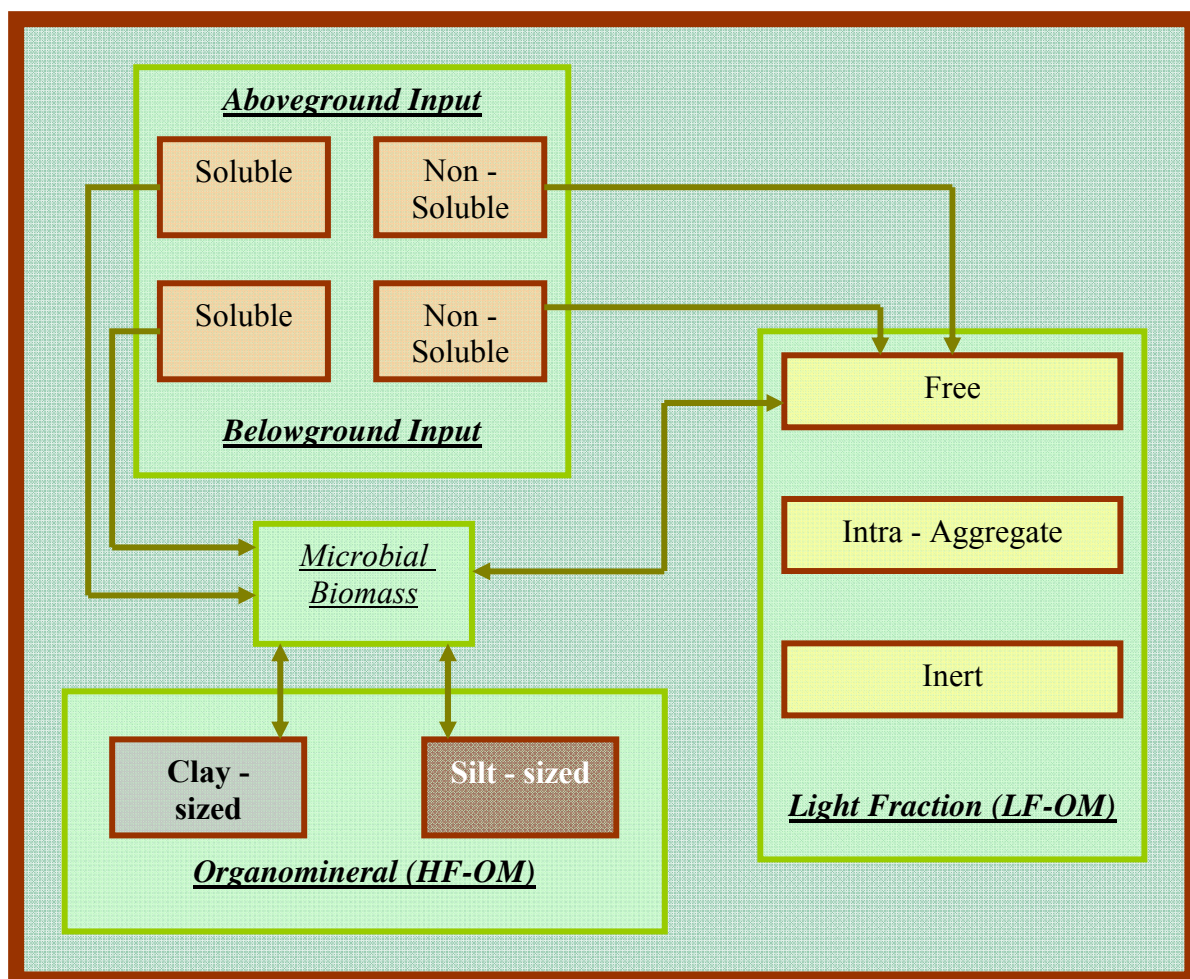 Aboveground Input
Soluble
Non -
Soluble
Soluble
Non -
Soluble
Belowground Input
Free
Intra - Aggregate
Inert
Light Fraction (LF-OM)
Microbial
Biomass
Clay -
sized
Silt - sized
Organomineral (HF-OM)